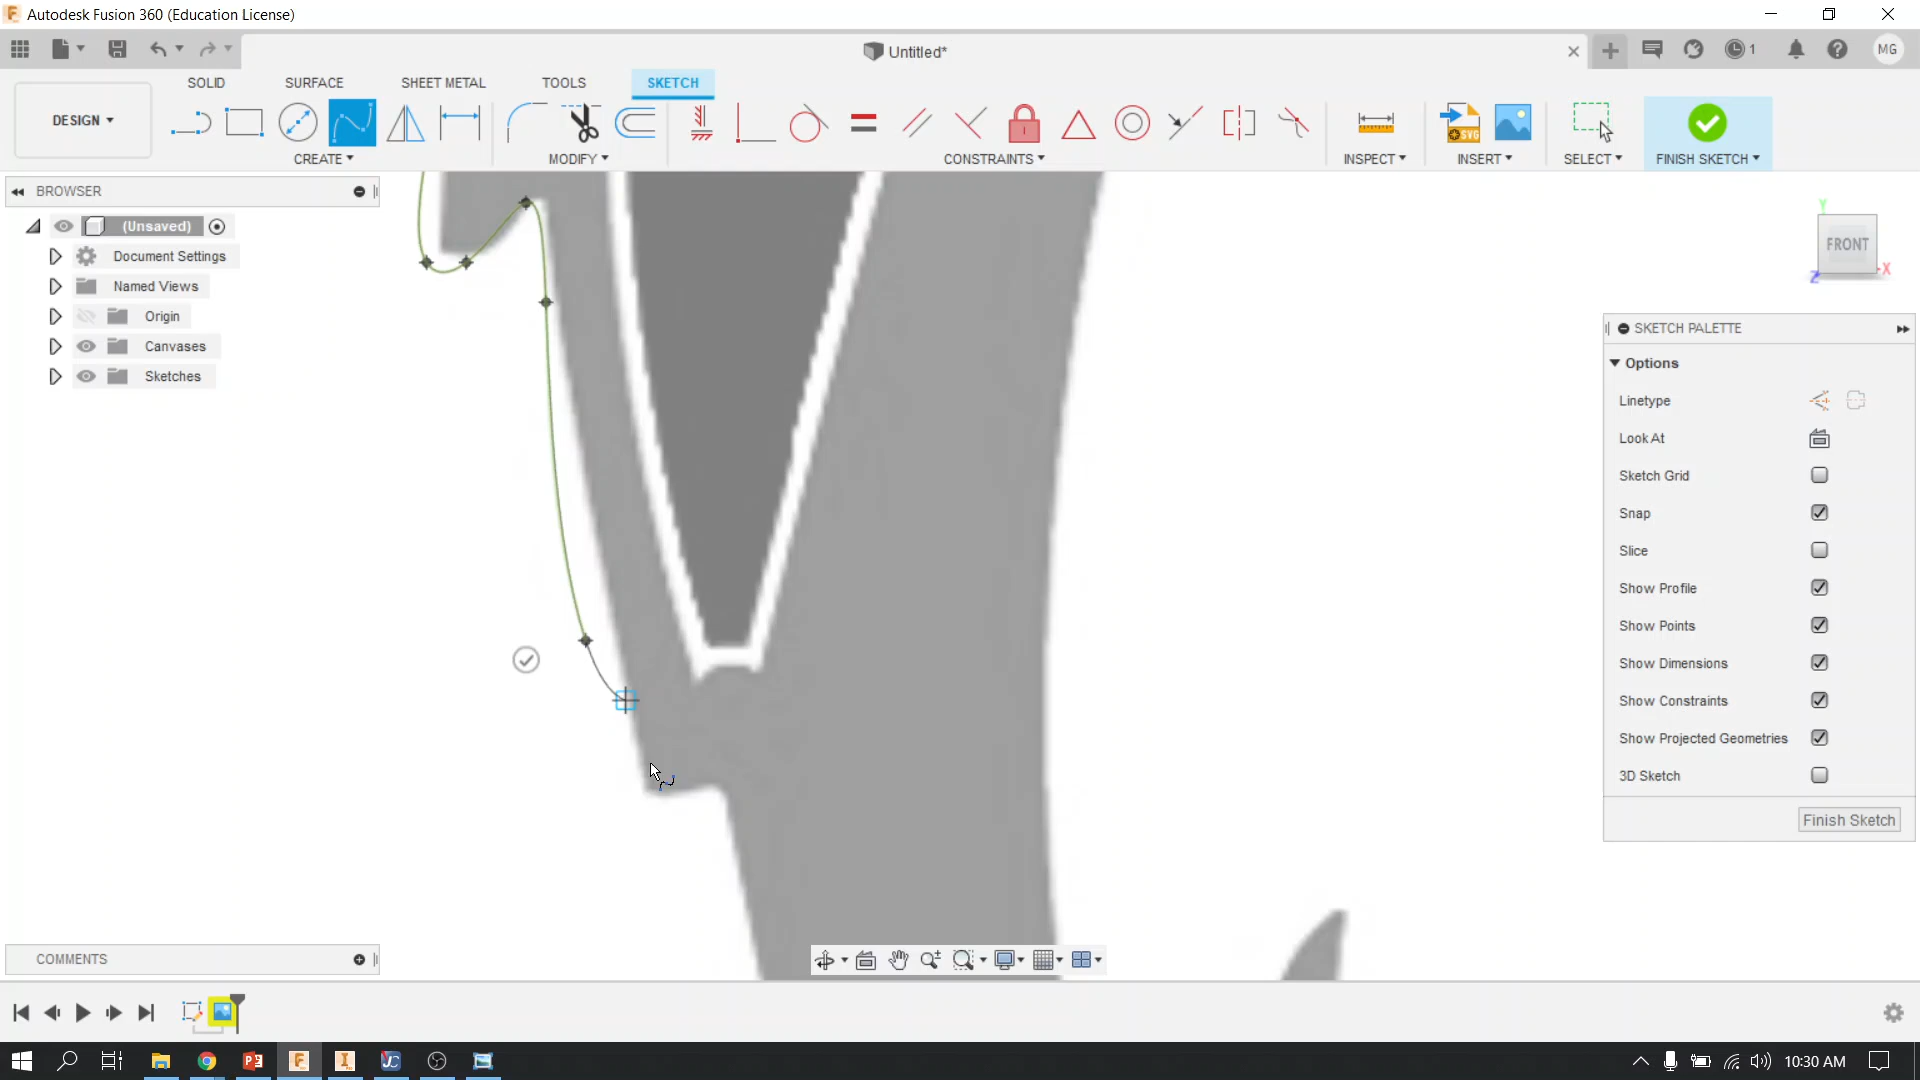 Autodesk Fusion 360 (Education License)
Untitled*
1
MG
DESIGN
SOLID
SURFACE
SHEET METAL
TOOLS
SKETCH
CREATE
MODIFY
CONSTRAINTS
INSPECT
SVG
INSERT
SELECT
FINISH SKETCH
BROWSER
(Unsaved)
Document Settings
Named Views
Origin
Canvases
Sketches
Y
FRONT
X
Z
SKETCH PALETTE
Options
Linetype
Look At
Sketch Grid
Snap
Slice
Show Profile
Show Points
Show Dimensions
Show Constraints
Show Projected Geometries
3D Sketch
Finish Sketch
COMMENTS
10:30 AM